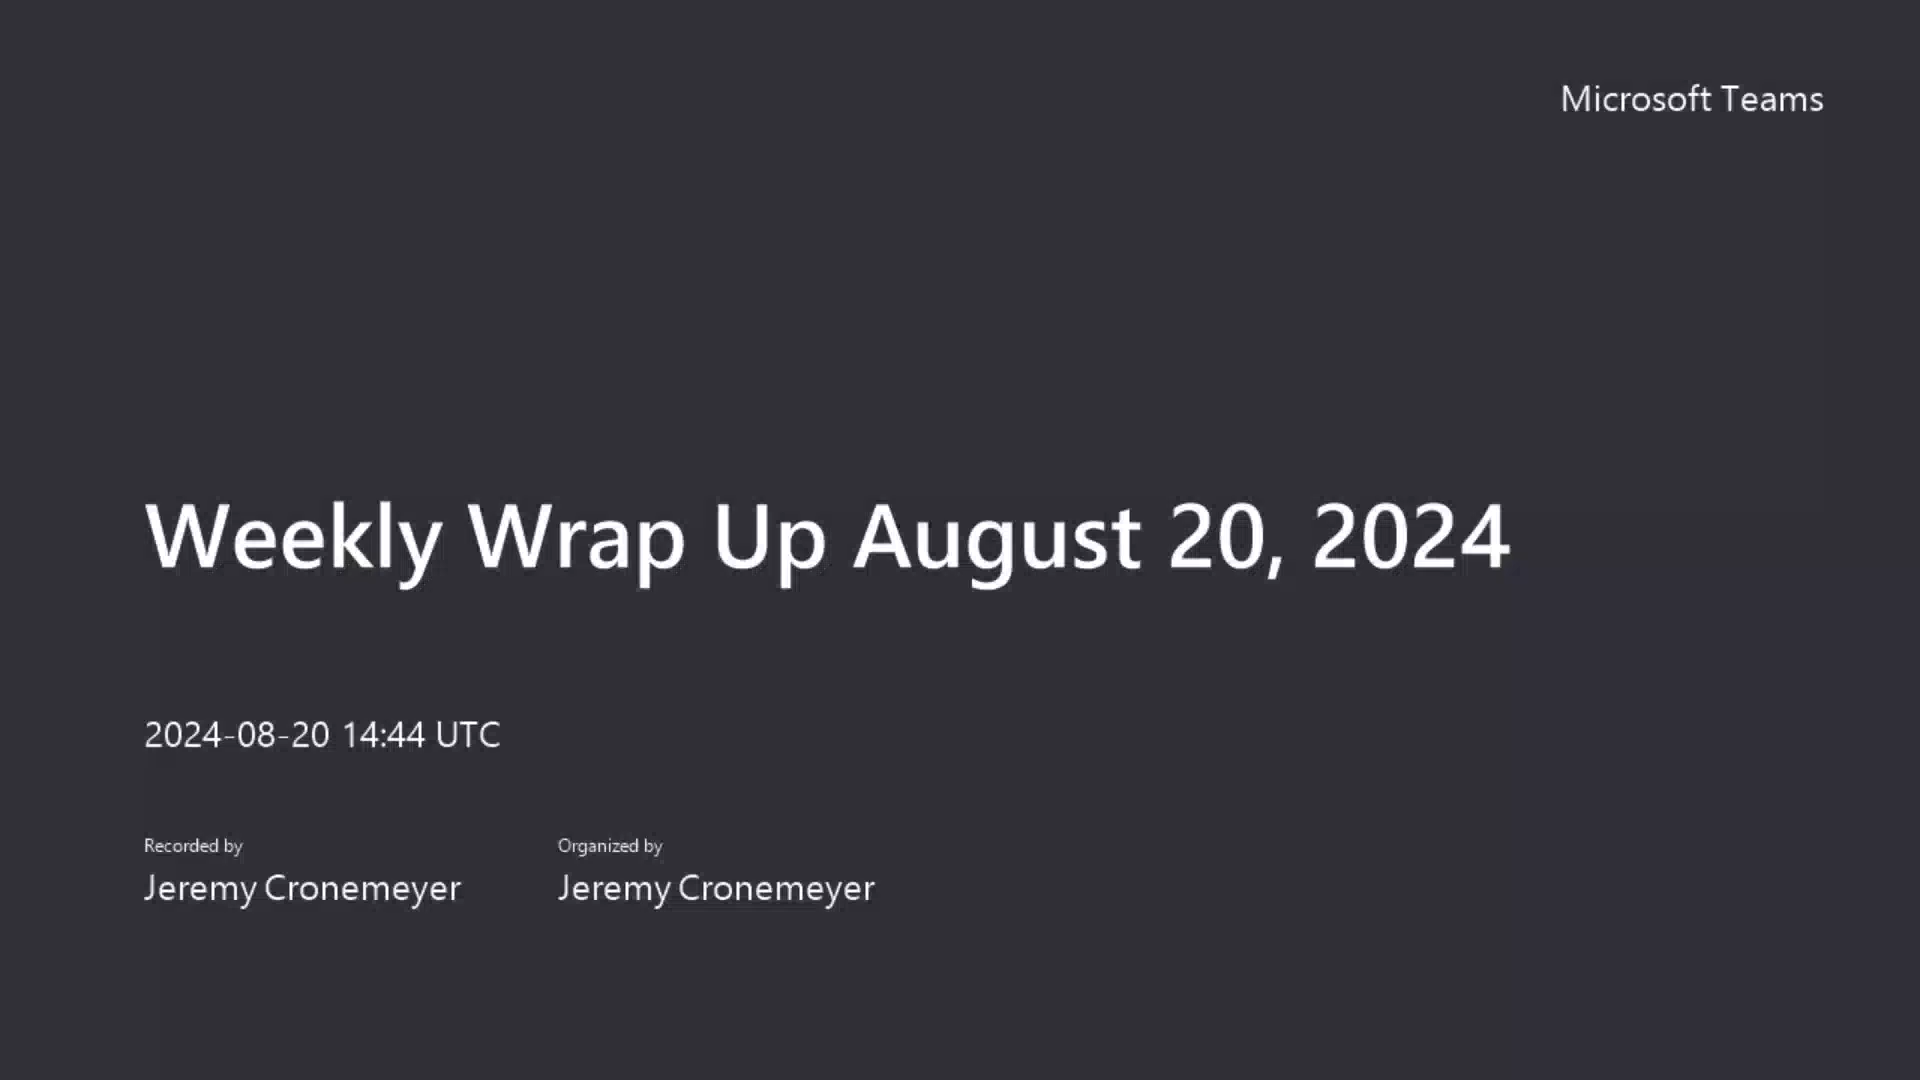 Microsoft Teams
Weekly Wrap Up August 20, 2024
2024-08-20 14:44 UTC
Recorded by
Jeremy Cronemeyer
Organized by
Jeremy Cronemeyer